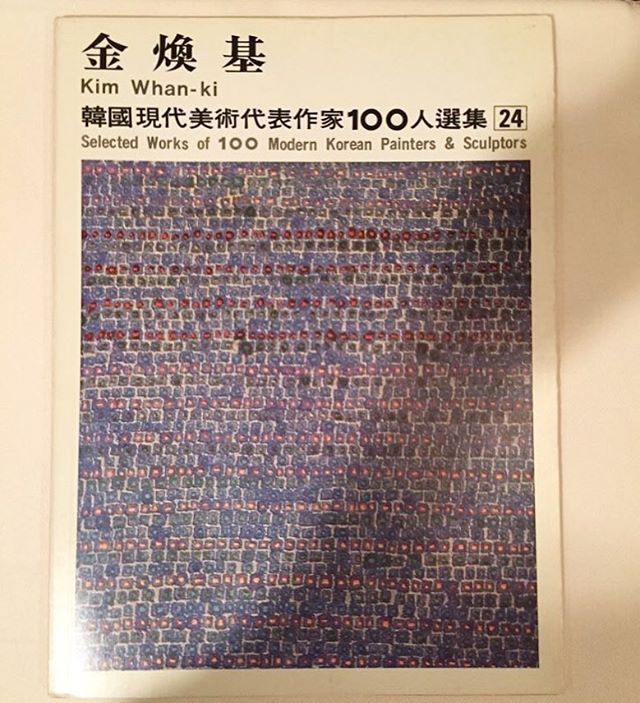 金煥基
Kim Whan-ki
韓國現代美術代表作家100人選集 24
Selected Works of 100 Modern Korean Painters & Sculptors